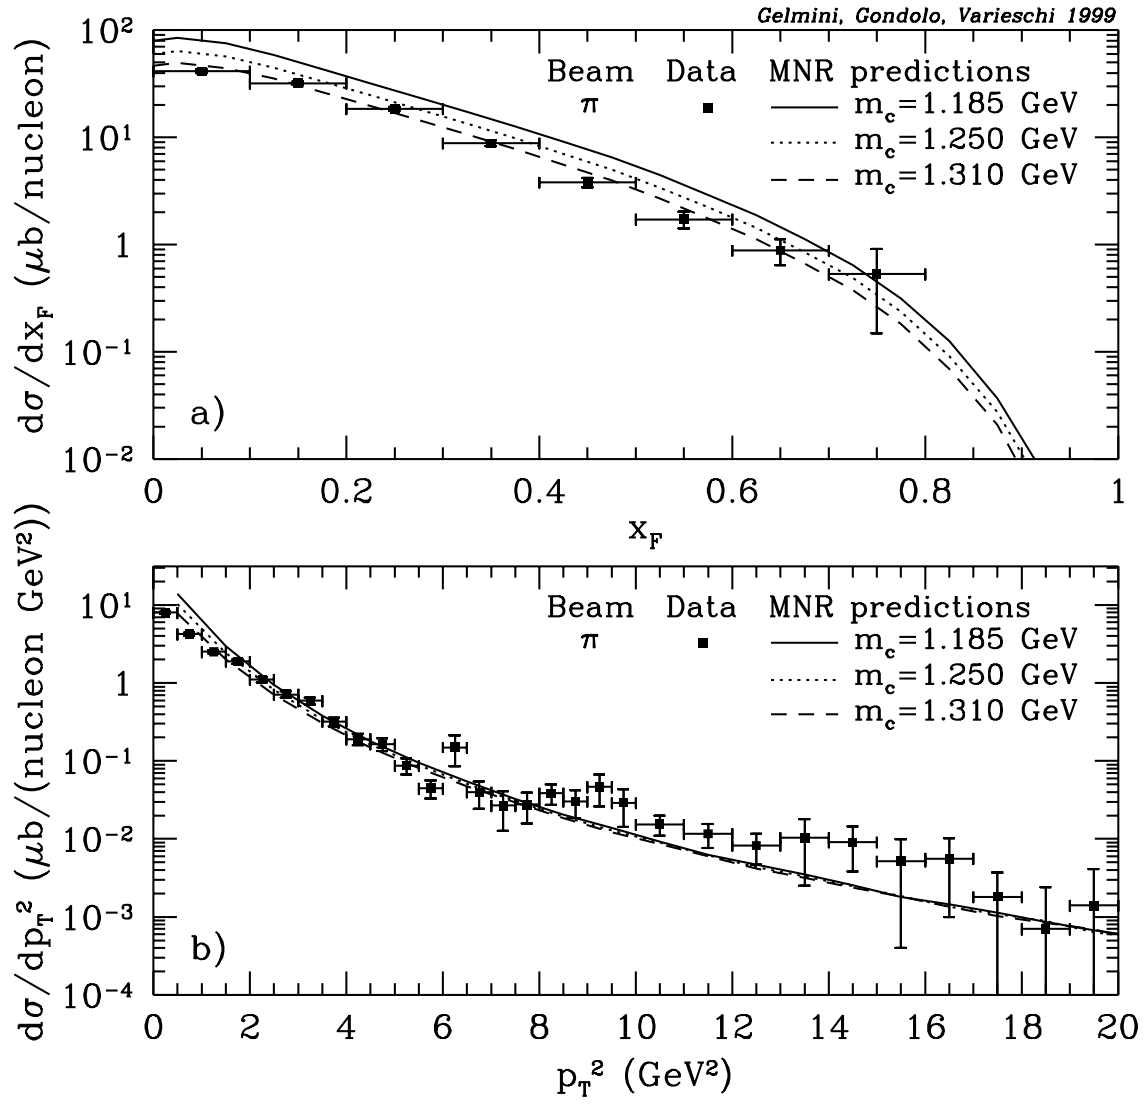 Gelmini, Gondolo, Varieschi 1999
10²
10
1
10⁻¹
10⁻²
dσ/dx_F (μb/nucleon)
Beam Data MNR predictions
π m_c=1.185 GeV
m_c=1.250 GeV
m_c=1.310 GeV
a)
0 0.2 0.4 0.6 0.8 1
x_F
10¹
1
10⁻¹
10⁻²
10⁻³
10⁻⁴
dσ/dp_T² (μb/(nucleon GeV²))
Beam Data MNR predictions
π m_c=1.185 GeV
m_c=1.250 GeV
m_c=1.310 GeV
b)
0 2 4 6 8 10 12 14 16 18 20
p_T² (GeV²)